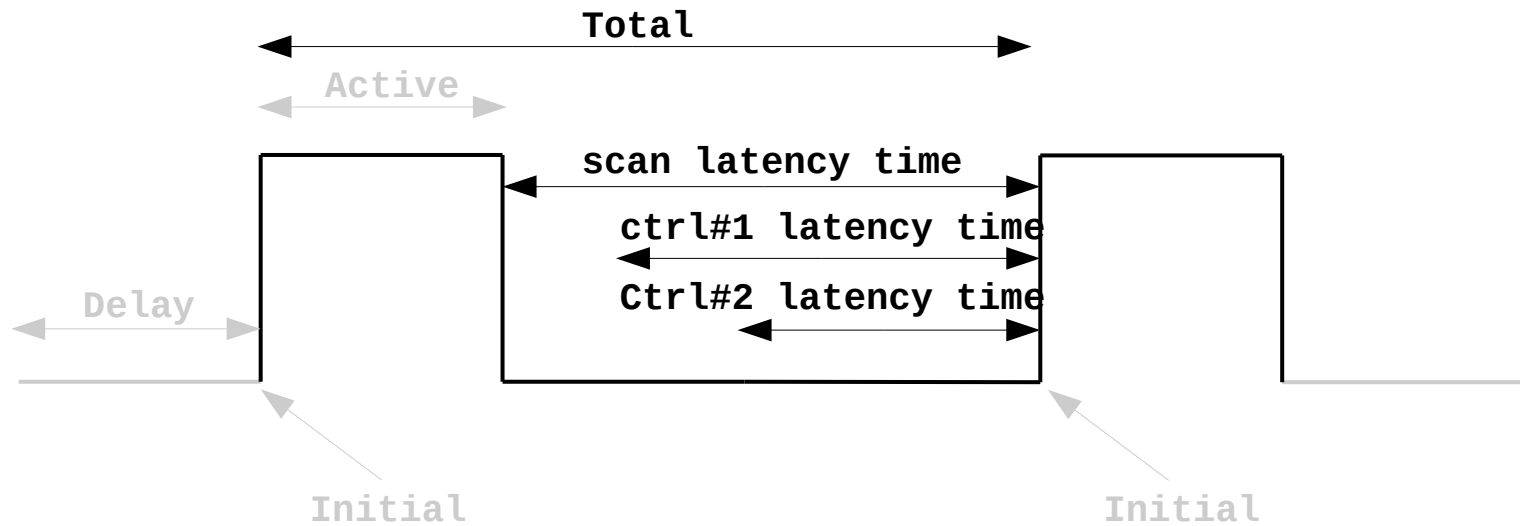 Total
Active
scan latency time
ctrl#1 latency time
Ctrl#2 latency time
Delay
Initial
Initial